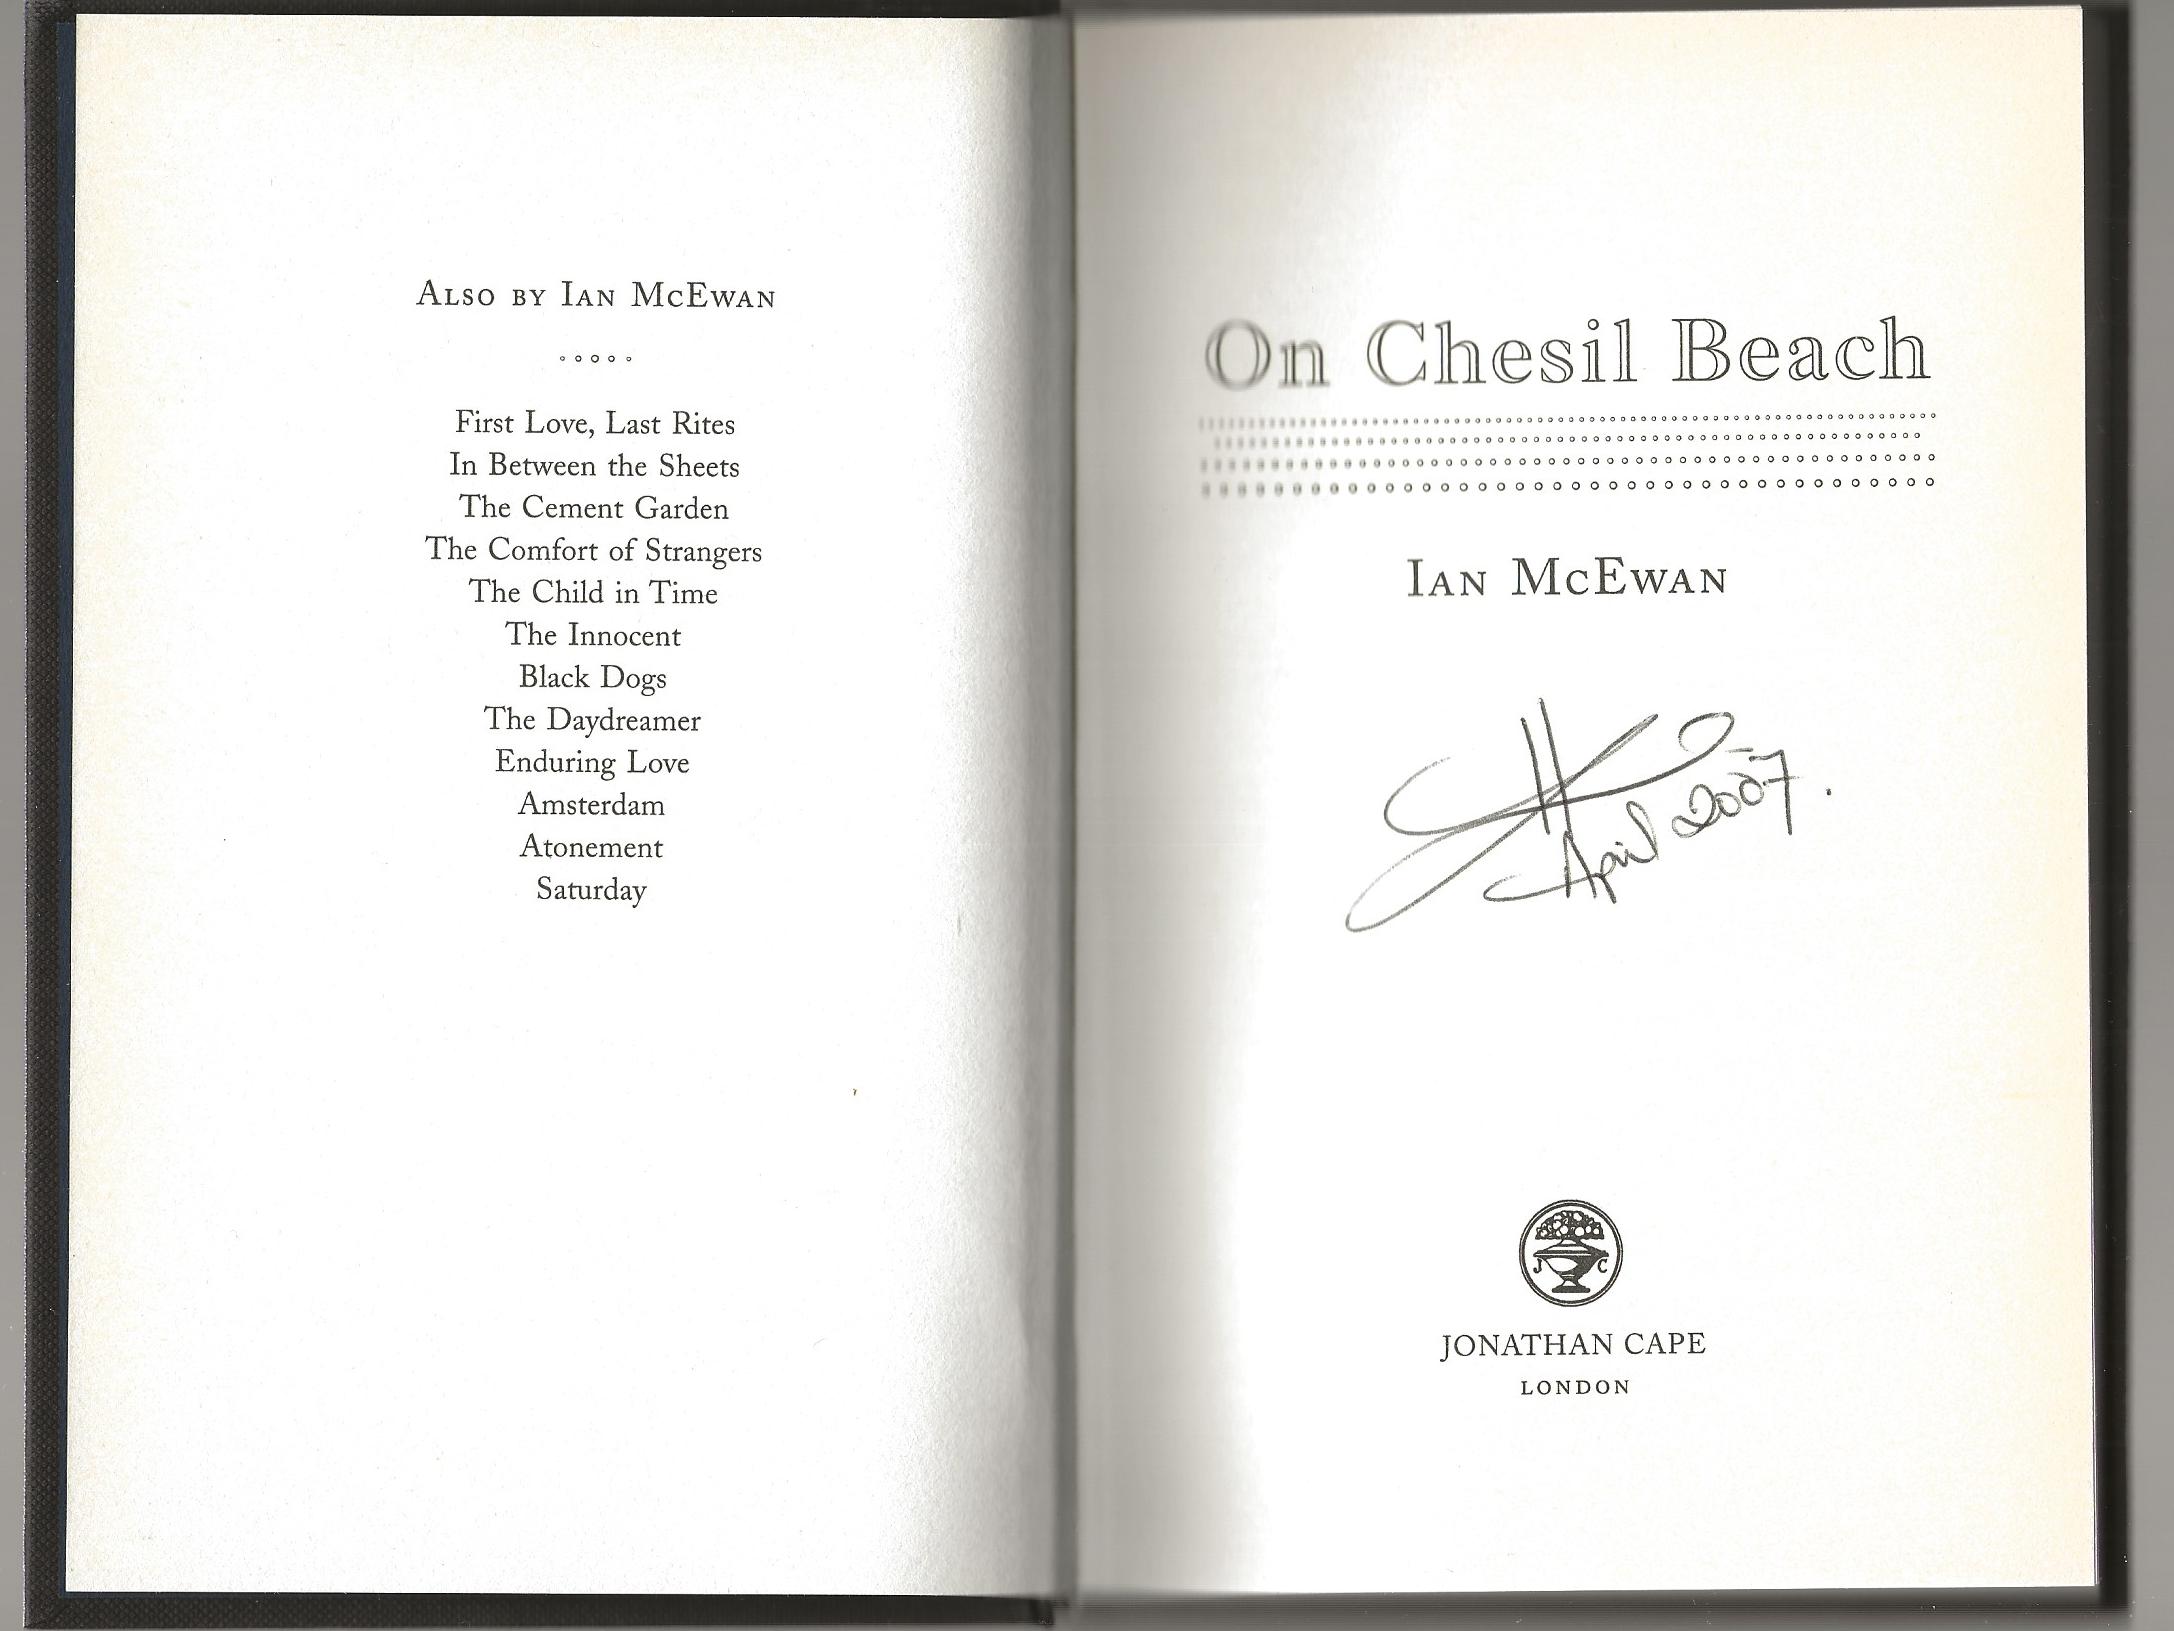 ALSO BY IAN MCEWAN
First Love, Last Rites
In Between the Sheets
The Cement Garden
The Comfort of Strangers
The Child in Time
The Innocent
Black Dogs
The Daydreamer
Enduring Love
Amsterdam
Atonement
Saturday
On Chesil Beach
IAN MCEWAN
April 2007.
J C
JONATHAN CAPE
LONDON